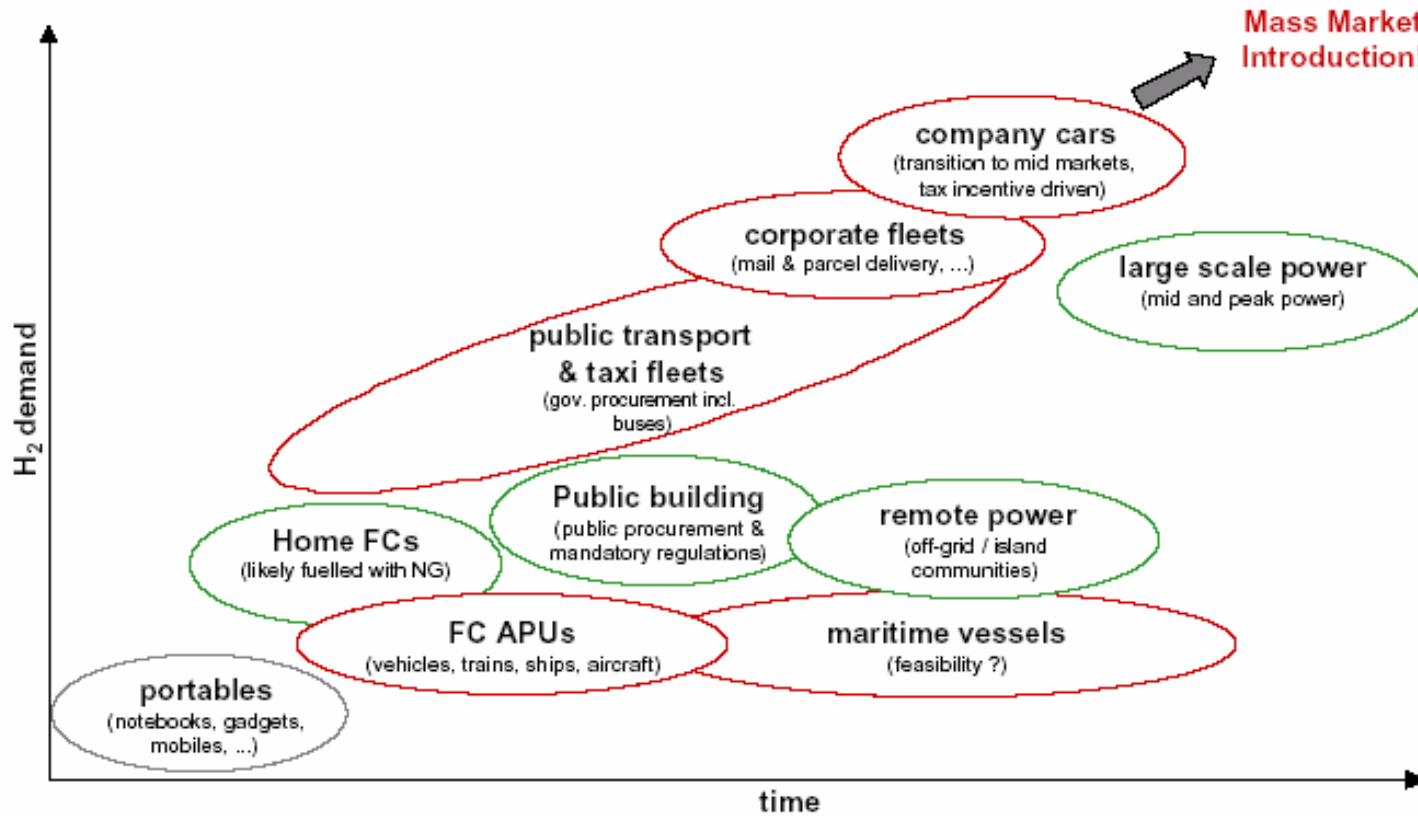 Mass Market
Introduction!
company cars
(transition to mid markets,
tax incentive driven)
corporate fleets
(mail & parcel delivery, ...)
large scale power
(mid and peak power)
public transport
& taxi fleets
(gov. procurement incl.
buses)
H₂ demand
Public building
(public procurement &
mandatory regulations)
remote power
(off-grid / island
communities)
Home FCs
(likely fuelled with NG)
FC APUs
(vehicles, trains, ships, aircraft)
maritime vessels
(feasibility ?)
portables
(notebooks, gadgets,
mobiles, ...)
time